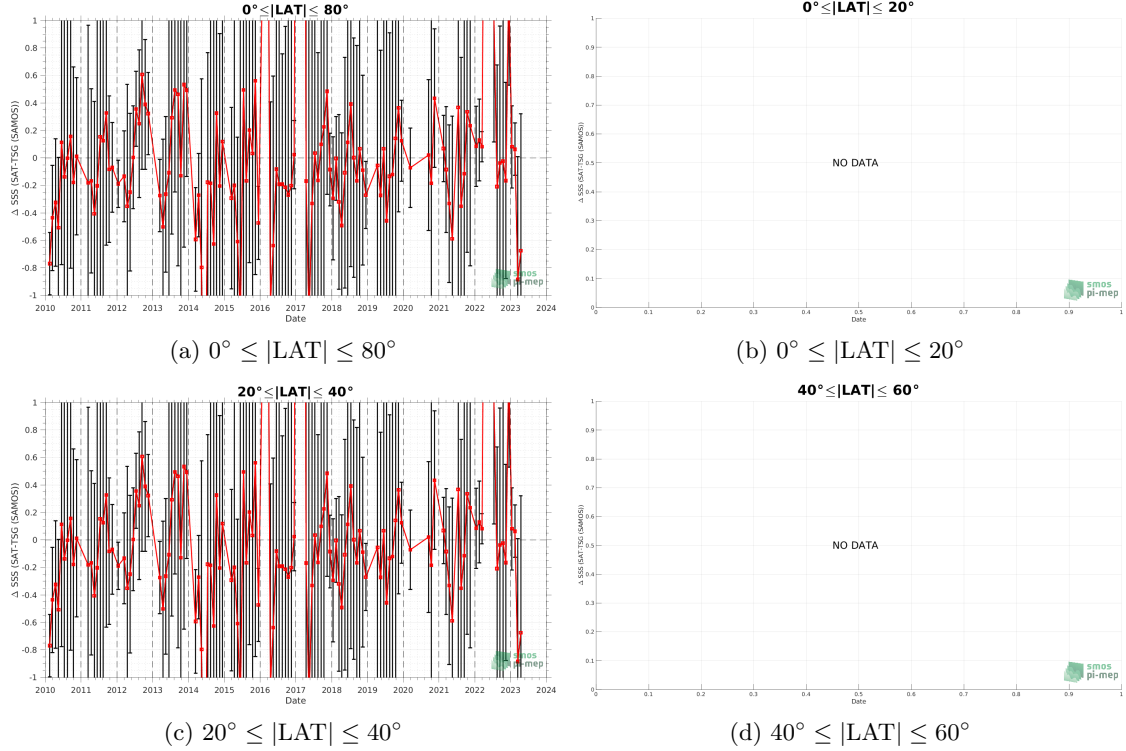 0°≤|LAT|≤ 80°
Δ SSS (SAT-TSG (SAMOS))
1
0.8
0.6
0.4
0.2
0
-0.2
-0.4
-0.6
-0.8
-1
2010 2011 2012 2013 2014 2015 2016 2017 2018 2019 2020 2021 2022 2023 2024
Date
smos
pi-mep
(a) 0° ≤ |LAT| ≤ 80°
0°≤|LAT|≤ 20°
Δ SSS (SAT-TSG (SAMOS))
1
0.9
0.8
0.7
0.6
0.5
0.4
0.3
0.2
0.1
0
NO DATA
0 0.1 0.2 0.3 0.4 0.5 0.6 0.7 0.8 0.9 1
Date
smos
pi-mep
(b) 0° ≤ |LAT| ≤ 20°
20°≤|LAT|≤ 40°
Δ SSS (SAT-TSG (SAMOS))
1
0.8
0.6
0.4
0.2
0
-0.2
-0.4
-0.6
-0.8
-1
2010 2011 2012 2013 2014 2015 2016 2017 2018 2019 2020 2021 2022 2023 2024
Date
smos
pi-mep
(c) 20° ≤ |LAT| ≤ 40°
40°≤|LAT|≤ 60°
Δ SSS (SAT-TSG (SAMOS))
1
0.9
0.8
0.7
0.6
0.5
0.4
0.3
0.2
0.1
0
NO DATA
0 0.1 0.2 0.3 0.4 0.5 0.6 0.7 0.8 0.9 1
Date
smos
pi-mep
(d) 40° ≤ |LAT| ≤ 60°